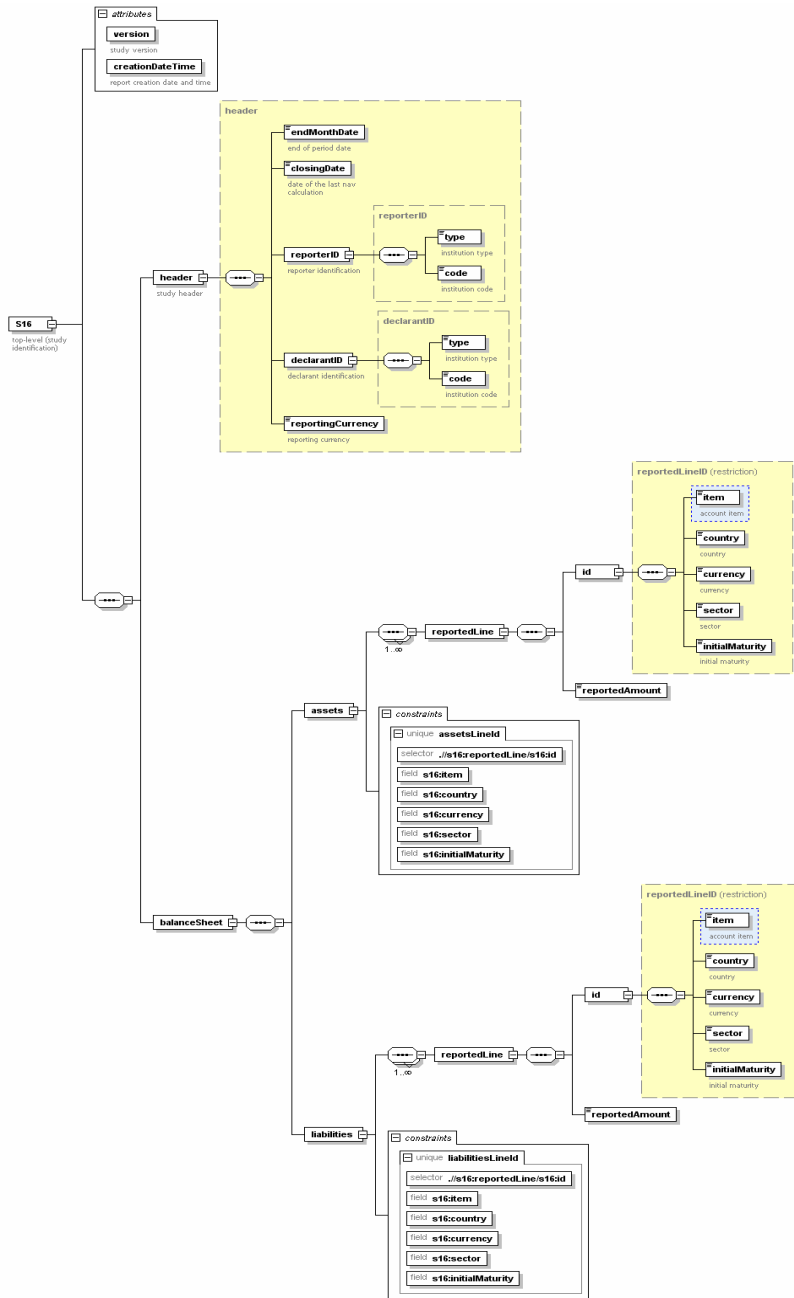 attributes
version
study version
creationDateTime
report creation date and time
header
endMonthDate
end of period date
closingDate
date of the last nav
calculation
reporterID
reporterID
reporter identification
type
institution type
code
institution code
header
study header
S16
top-level (study
identification)
declarantID
declarantID
declarant identification
type
institution type
code
institution code
reportingCurrency
reporting currency
reportedLineID (restriction)
item
account item
country
country
id
currency
currency
sector
sector
initialMaturity
initial maturity
reportedLine
1..∞
reportedAmount
assets
constraints
unique assetsLineId
selector .//s16:reportedLine/s16:id
field s16:item
field s16:country
field s16:currency
field s16:sector
field s16:initialMaturity
balanceSheet
reportedLineID (restriction)
item
account item
country
country
id
currency
currency
sector
sector
initialMaturity
initial maturity
reportedLine
1..∞
reportedAmount
liabilities
constraints
unique liabilitiesLineId
selector .//s16:reportedLine/s16:id
field s16:item
field s16:country
field s16:currency
field s16:sector
field s16:initialMaturity